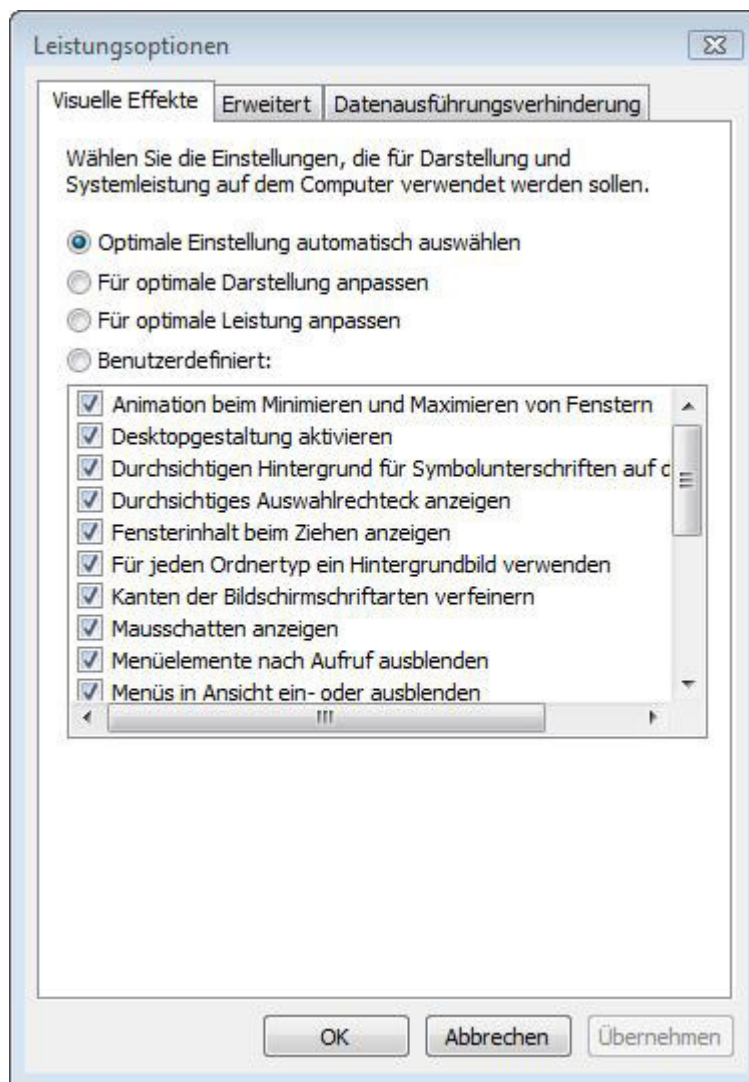 Leistungsoptionen
Visuelle Effekte Erweitert Datenausführungsverhinderung
Wählen Sie die Einstellungen, die für Darstellung und
Systemleistung auf dem Computer verwendet werden sollen.
Optimale Einstellung automatisch auswählen
Für optimale Darstellung anpassen
Für optimale Leistung anpassen
Benutzerdefiniert:
Animation beim Minimieren und Maximieren von Fenstern
Desktopgestaltung aktivieren
Durchsichtigen Hintergrund für Symbolunterschriften auf d
Durchsichtiges Auswahlrechteck anzeigen
Fensterinhalt beim Ziehen anzeigen
Für jeden Ordnertyp ein Hintergrundbild verwenden
Kanten der Bildschirmschriftarten verfeinern
Mausschatten anzeigen
Menüelemente nach Aufruf ausblenden
Menüs in Ansicht ein- oder ausblenden
OK Abbrechen Übernehmen